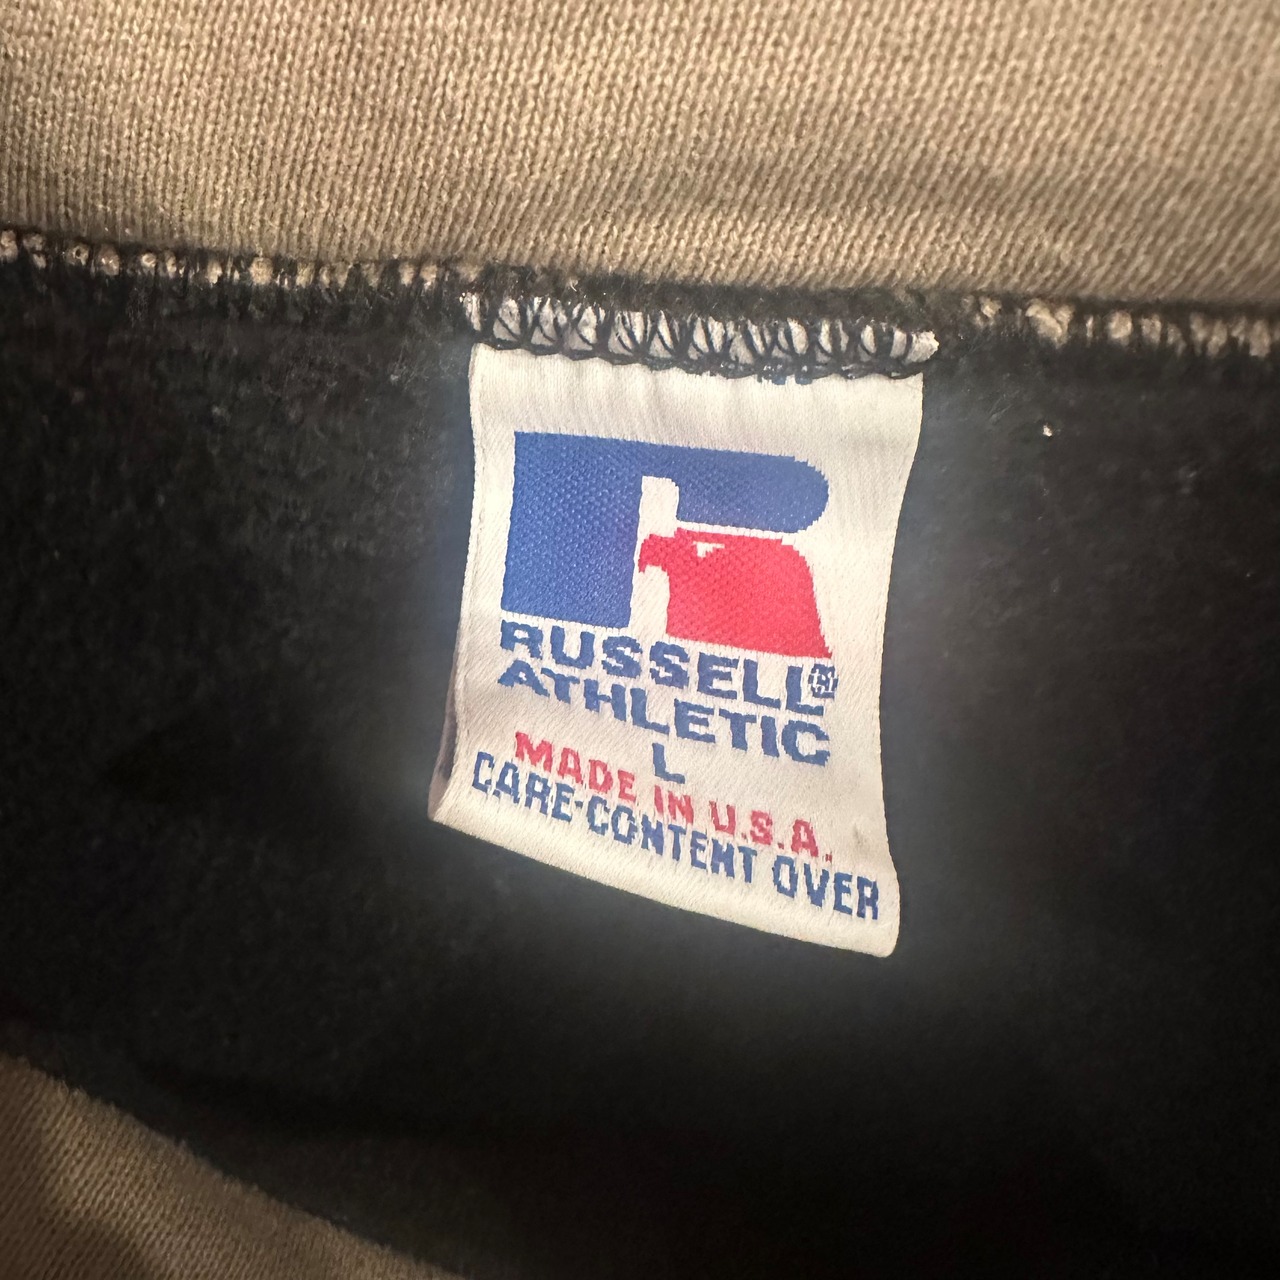 R
RUSSELL®
ATHLETIC
L
MADE IN U.S.A.
CARE-CONTENT OVER